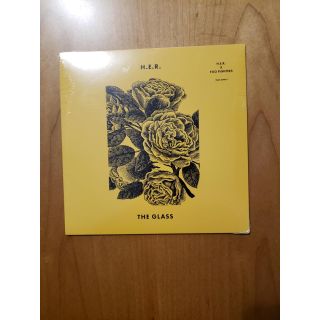 H.E.R.
H.E.R.
X
FOO FIGHTERS
THE GLASS